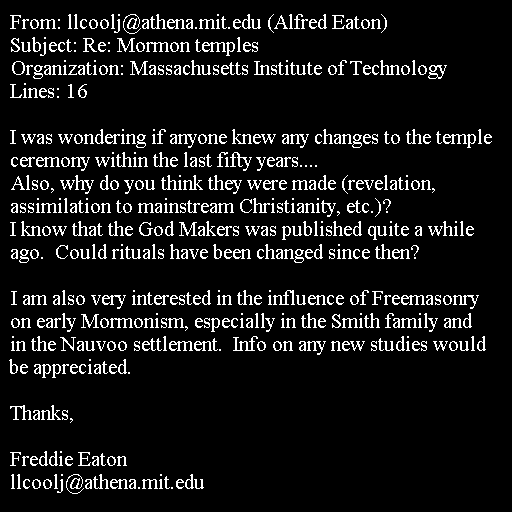 From: llcoolj@athena.mit.edu (Alfred Eaton)
Subject: Re: Mormon temples
Organization: Massachusetts Institute of Technology
Lines: 16

I was wondering if anyone knew any changes to the temple
ceremony within the last fifty years....
Also, why do you think they were made (revelation,
assimilation to mainstream Christianity, etc.)?
I know that the God Makers was published quite a while
ago.  Could rituals have been changed since then?

I am also very interested in the influence of Freemasonry
on early Mormonism, especially in the Smith family and
in the Nauvoo settlement.  Info on any new studies would
be appreciated.

Thanks,

Freddie Eaton
llcoolj@athena.mit.edu